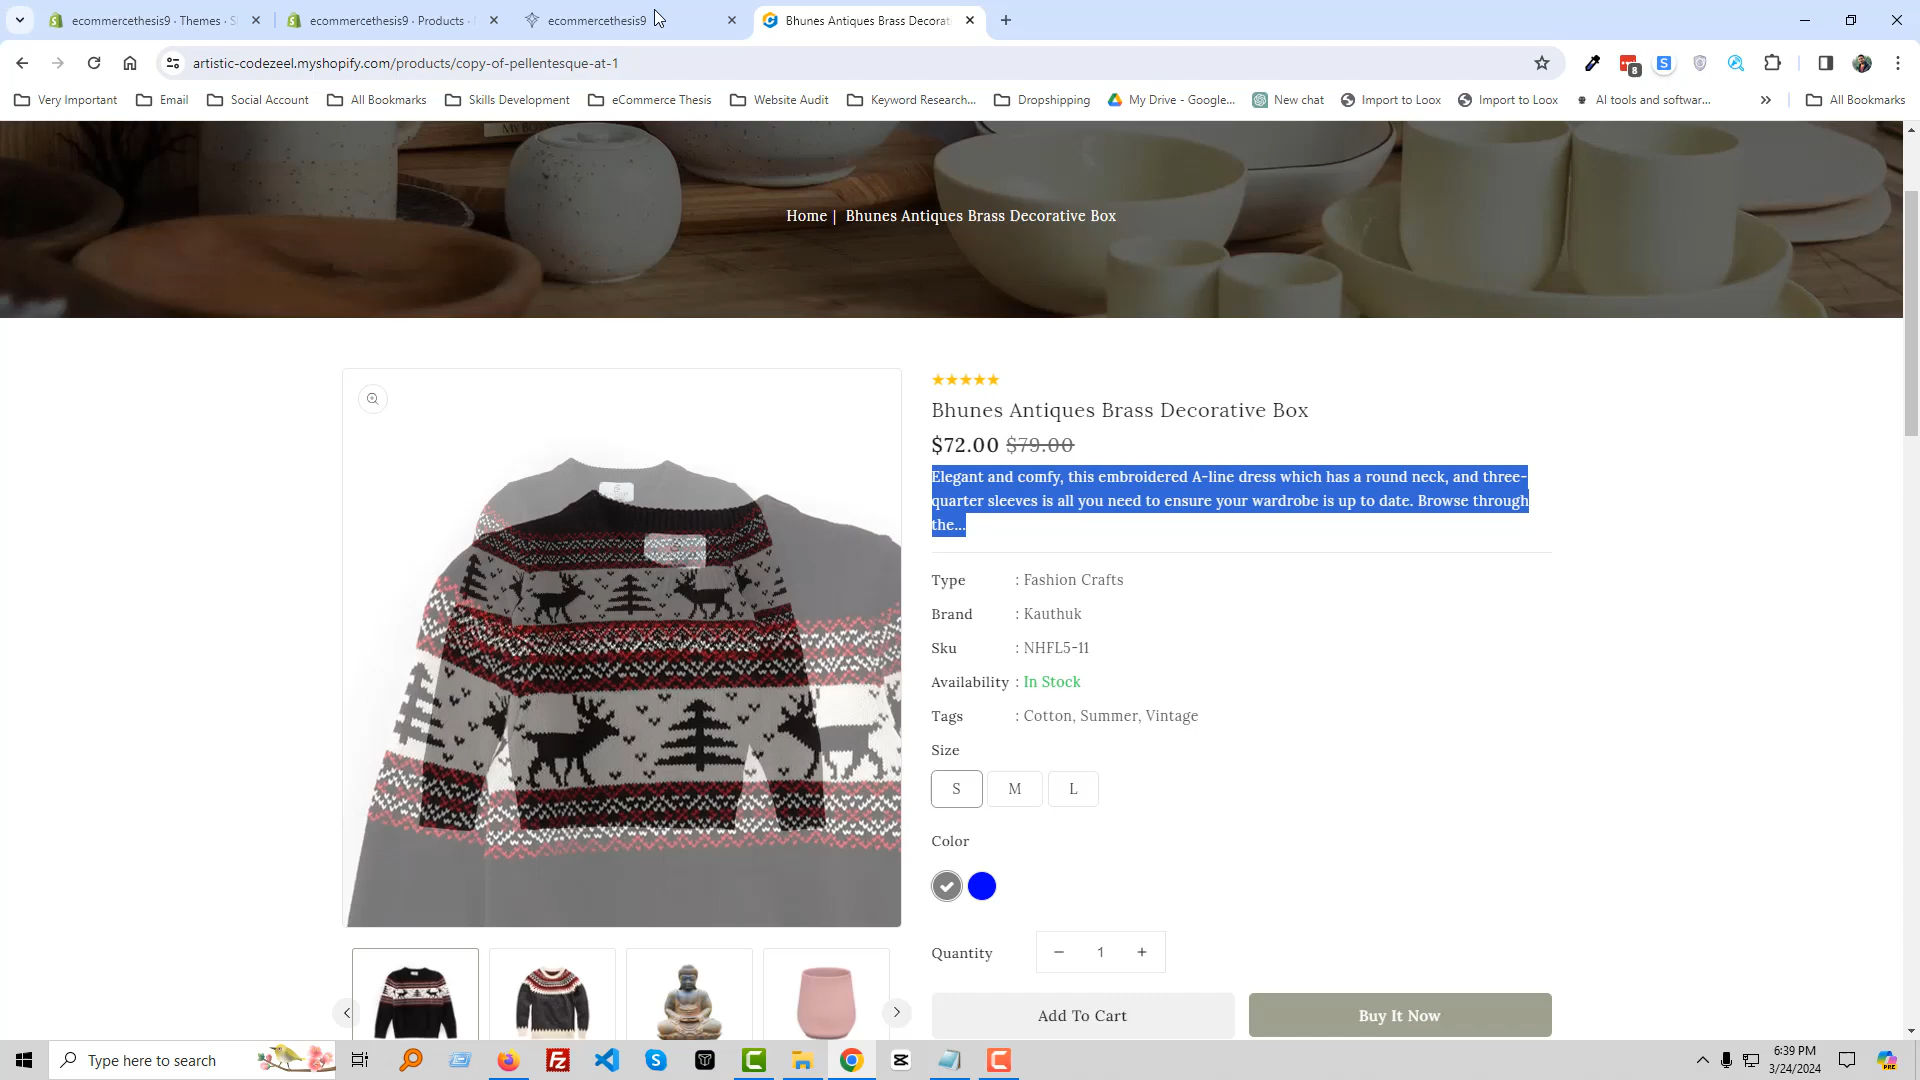 ecommercethesis9 · Themes · S
ecommercethesis9 · Products ·
ecommercethesis9
Bhunes Antiques Brass Decorat
artistic-codezeel.myshopify.com/products/copy-of-pellentesque-at-1
8
Very Important
Email
Social Account
All Bookmarks
Skills Development
eCommerce Thesis
Website Audit
Keyword Research...
Dropshipping
My Drive - Google...
New chat
Import to Loox
Import to Loox
AI tools and softwar...
»
All Bookmarks
Home | Bhunes Antiques Brass Decorative Box
Bhunes Antiques Brass Decorative Box
$72.00 $79.00
Elegant and comfy, this embroidered A-line dress which has a round neck, and three-
quarter sleeves is all you need to ensure your wardrobe is up to date. Browse through
the...
Type : Fashion Crafts
Brand : Kauthuk
Sku : NHFL5-11
Availability : In Stock
Tags : Cotton, Summer, Vintage
Size
S M L
Color
Quantity − 1 +
Add To Cart
Buy It Now
Type here to search
6:39 PM
3/24/2024